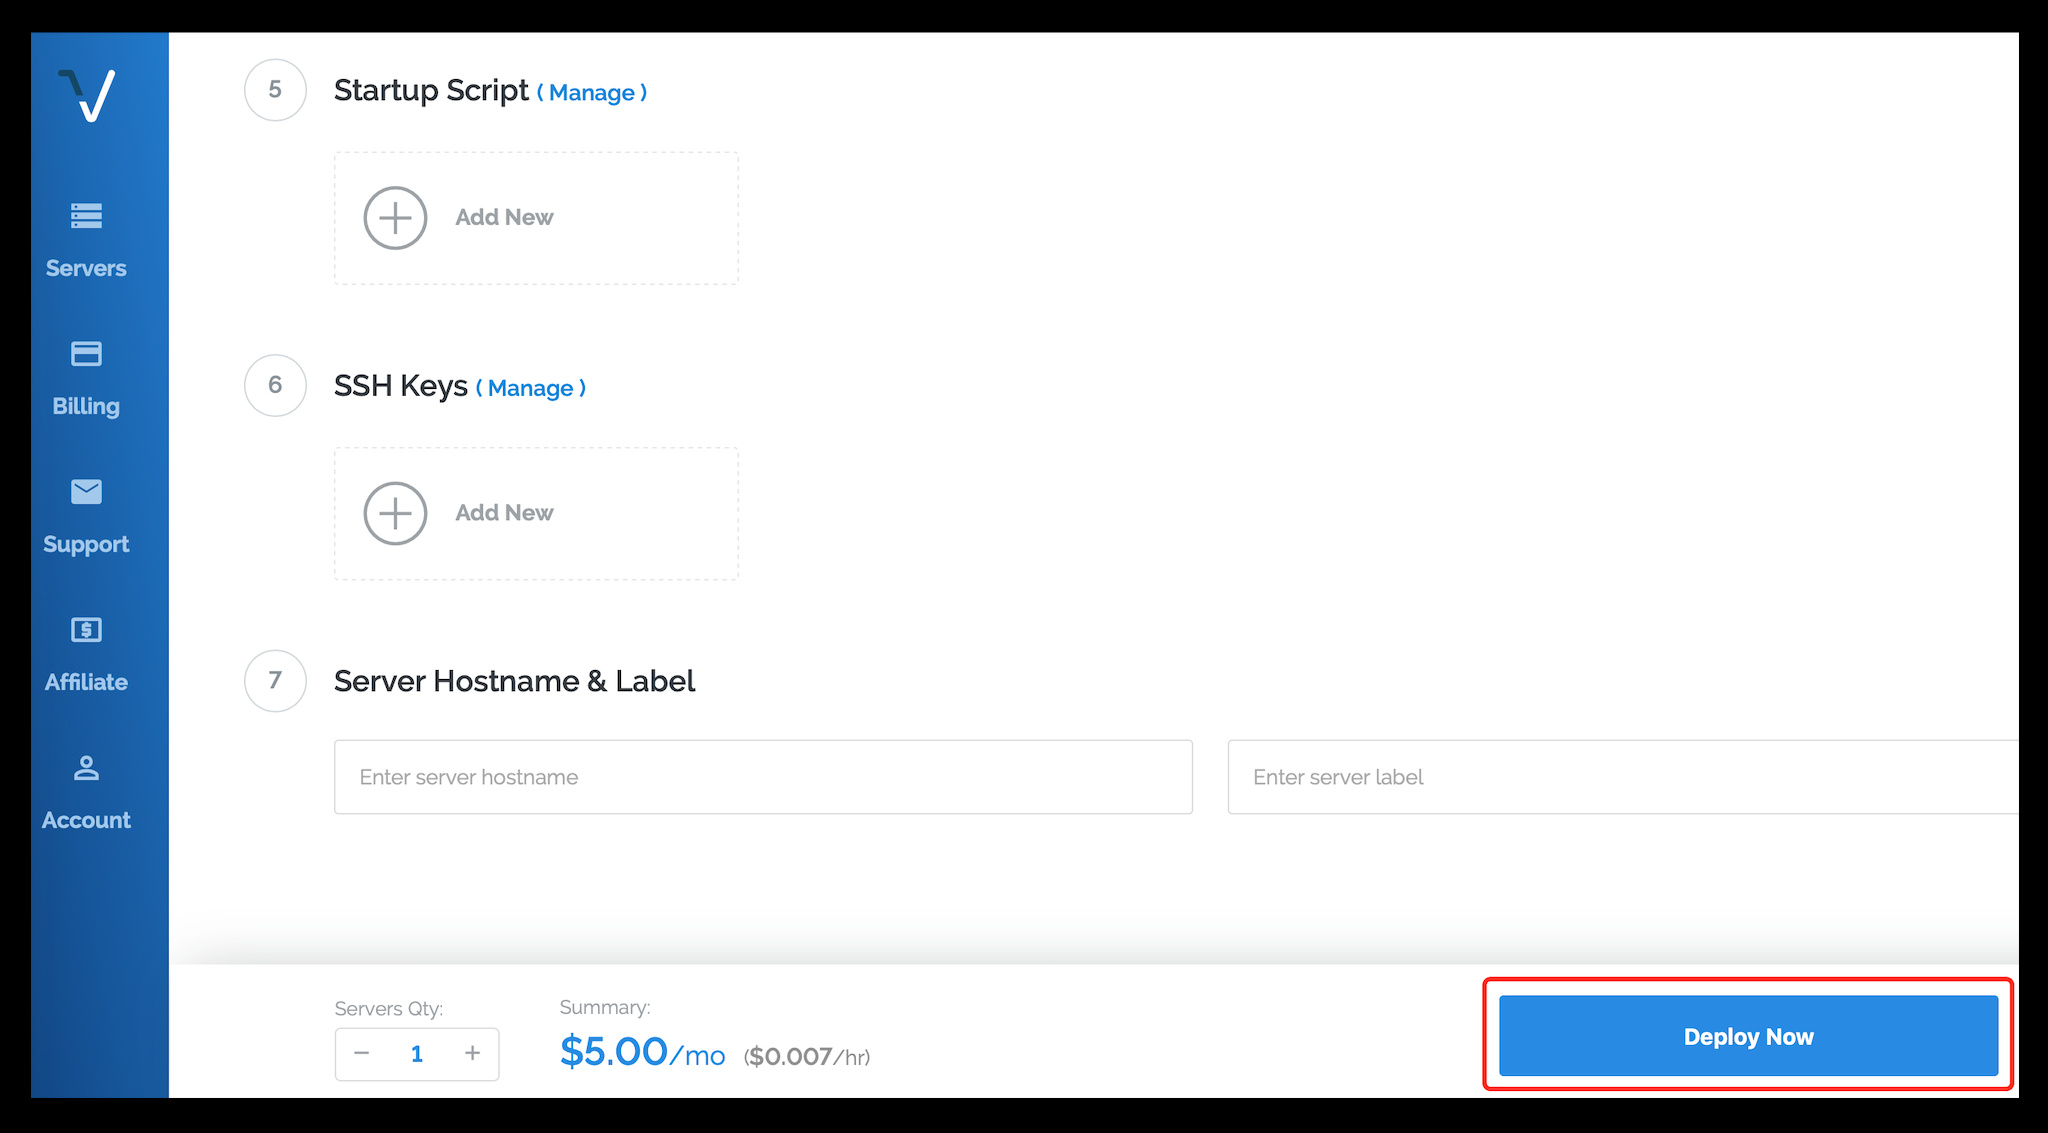 5
Startup Script ( Manage )
Add New
6
SSH Keys ( Manage )
Add New
7
Server Hostname & Label
Enter server hostname
Enter server label
Servers
Billing
Support
Affiliate
Account
Servers Qty:
− 1 +
Summary:
$5.00/mo ($0.007/hr)
Deploy Now